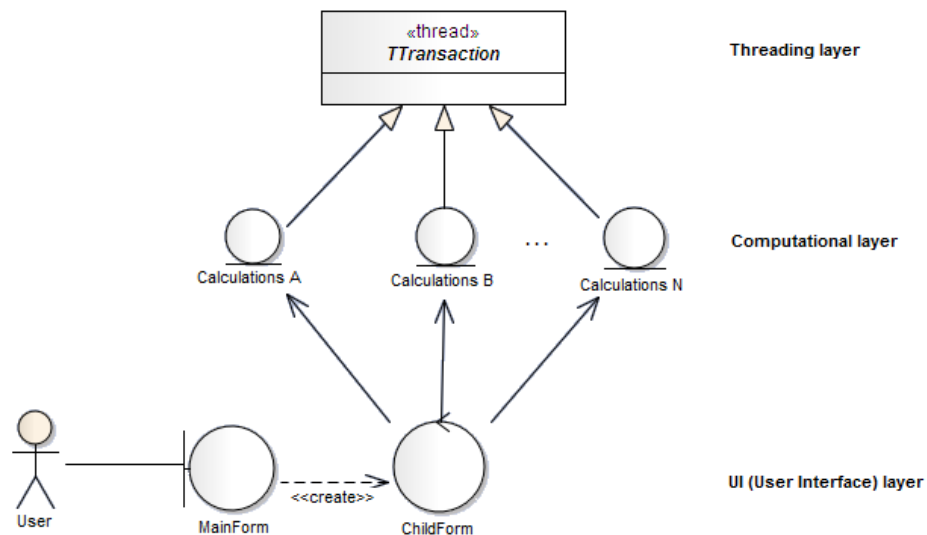 «thread»
TTransaction
Threading layer
Calculations A
Calculations B
...
Calculations N
Computational layer
User
MainForm
<<create>>
ChildForm
UI (User Interface) layer